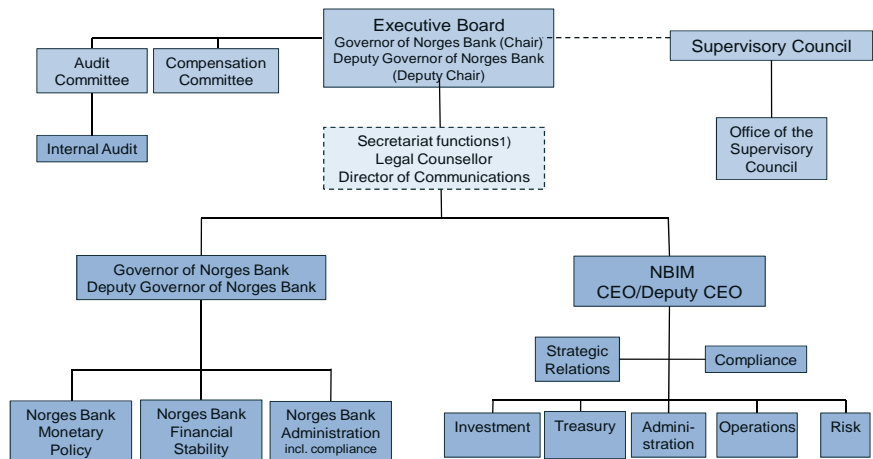 Executive Board
Governor of Norges Bank (Chair)
Deputy Governor of Norges Bank
(Deputy Chair)
Supervisory Council
Audit
Committee
Compensation
Committee
Internal Audit
Office of the
Supervisory
Council
Secretariat functions1)
Legal Counsellor
Director of Communications
Governor of Norges Bank
Deputy Governor of Norges Bank
NBIM
CEO/Deputy CEO
Strategic
Relations
Compliance
Norges Bank
Monetary
Policy
Norges Bank
Financial
Stability
Norges Bank
Administration
incl. compliance
Investment
Treasury
Admini-
stration
Operations
Risk